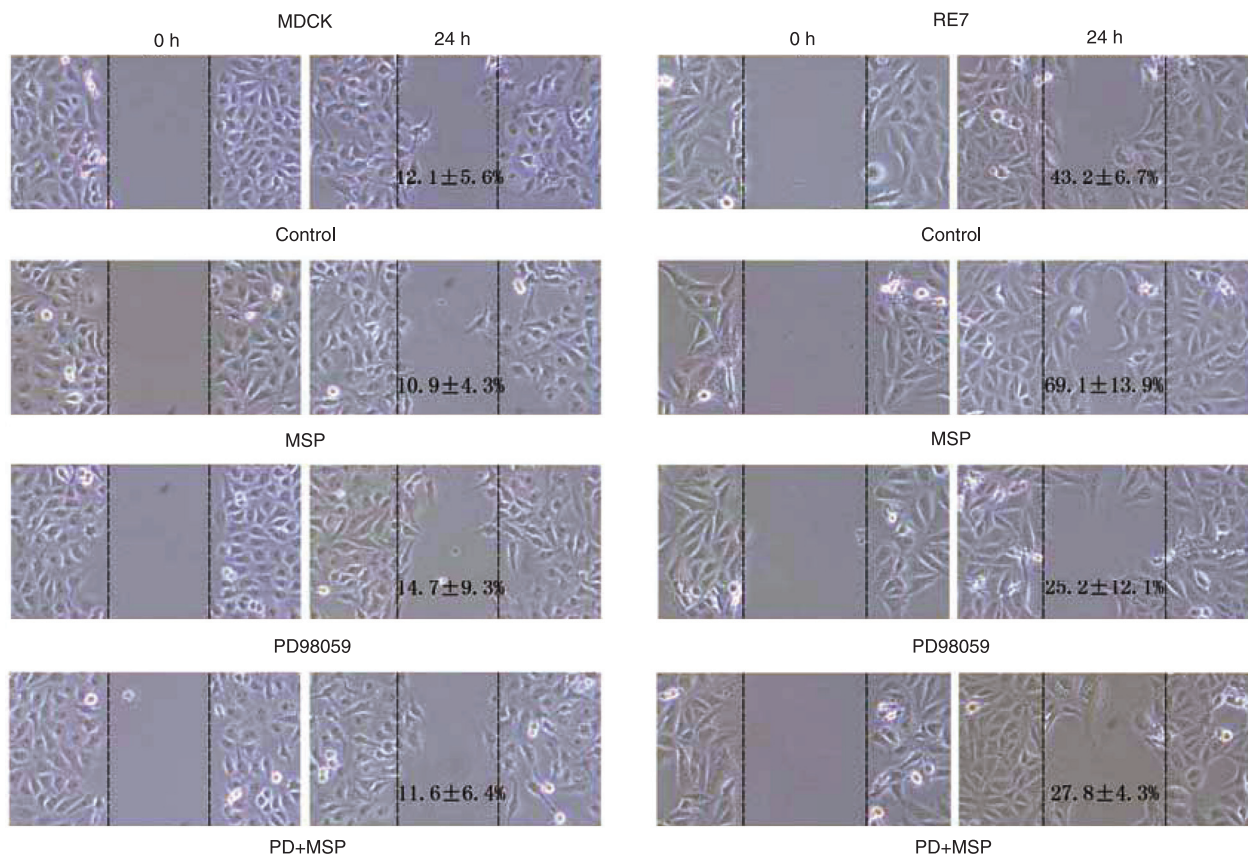 MDCK
RE7
0 h
24 h
0 h
24 h
12.1±5.6%
43.2±6.7%
Control
Control
10.9±4.3%
69.1±13.9%
MSP
MSP
14.7±9.3%
25.2±12.1%
PD98059
PD98059
11.6±6.4%
27.8±4.3%
PD+MSP
PD+MSP